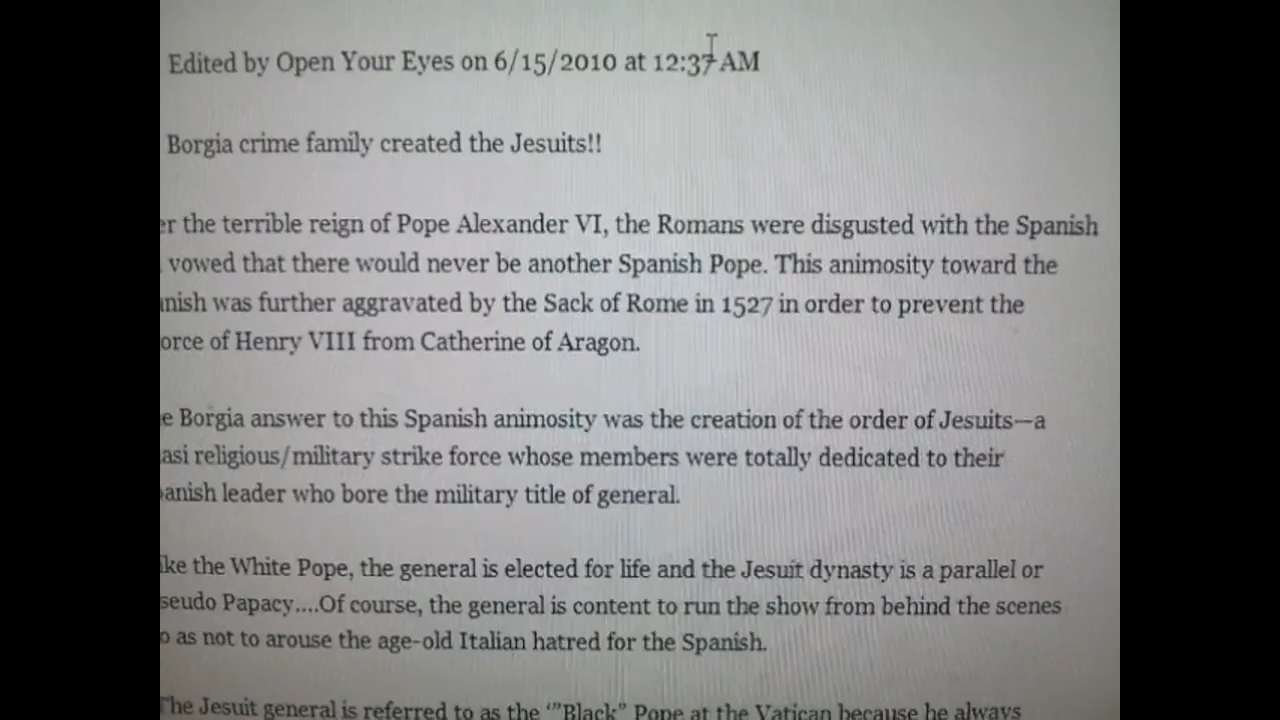 Edited by Open Your Eyes on 6/15/2010 at 12:37 AM
Borgia crime family created the Jesuits!!
er the terrible reign of Pope Alexander VI, the Romans were disgusted with the Spanish
vowed that there would never be another Spanish Pope. This animosity toward the
nish was further aggravated by the Sack of Rome in 1527 in order to prevent the
orce of Henry VIII from Catherine of Aragon.
e Borgia answer to this Spanish animosity was the creation of the order of Jesuits—a
asi religious/military strike force whose members were totally dedicated to their
anish leader who bore the military title of general.
ike the White Pope, the general is elected for life and the Jesuit dynasty is a parallel or
seudo Papacy....Of course, the general is content to run the show from behind the scenes
o as not to arouse the age-old Italian hatred for the Spanish.
The Jesuit general is referred to as the '"Black" Pope at the Vatican because he always